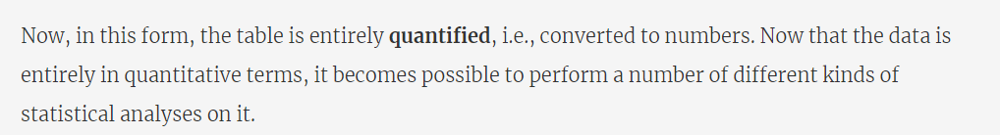 Now, in this form, the table is entirely quantified, i.e., converted to numbers. Now that the data is
entirely in quantitative terms, it becomes possible to perform a number of different kinds of
statistical analyses on it.